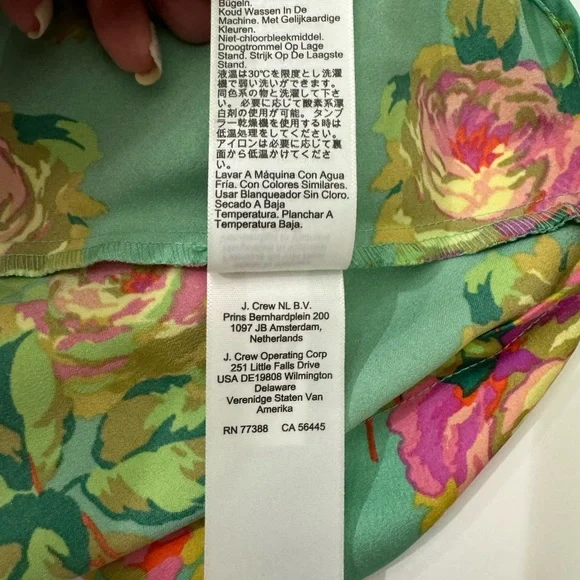 Bügelen.
Koud Wassen In De
Machine. Met Gelijkaardige
Kleuren.
Niet-chloorbleekmiddel.
Droogtrommel Op Lage
Stand. Strijk Op De Laagste
Stand.
液温は30℃を限度とし洗濯
機で弱い洗いができます。
同色系の物と洗濯して下さ
い。必要に応じて酸素系漂
白剤の使用が可能。タンブ
ラー乾燥機を使用する時は
低温処理をしてください。
アイロンは必要に応じて裏
面から低温かけてくださ
い。
Lavar A Máquina Con Agua
Fría. Con Colores Similares.
Usar Blanqueador Sin Cloro.
Secado A Baja
Temperatura. Planchar A
Temperatura Baja.
J. Crew NL B.V.
Prins Bernhardplein 200
1097 JB Amsterdam,
Netherlands
J. Crew Operating Corp
251 Little Falls Drive
USA DE19808 Wilmington
Delaware
Verenidge Staten Van
Amerika
RN 77388 CA 56445